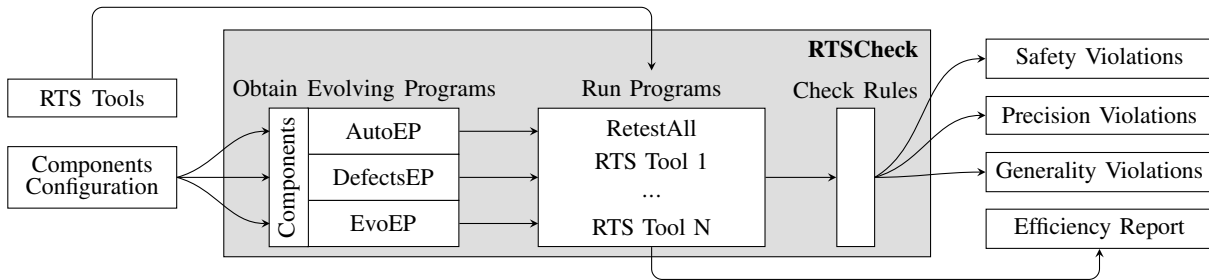 RTSCheck
RTS Tools
Components
Configuration
Obtain Evolving Programs
Components
AutoEP
DefectsEP
EvoEP
Run Programs
RetestAll
RTS Tool 1
...
RTS Tool N
Check Rules
Safety Violations
Precision Violations
Generality Violations
Efficiency Report